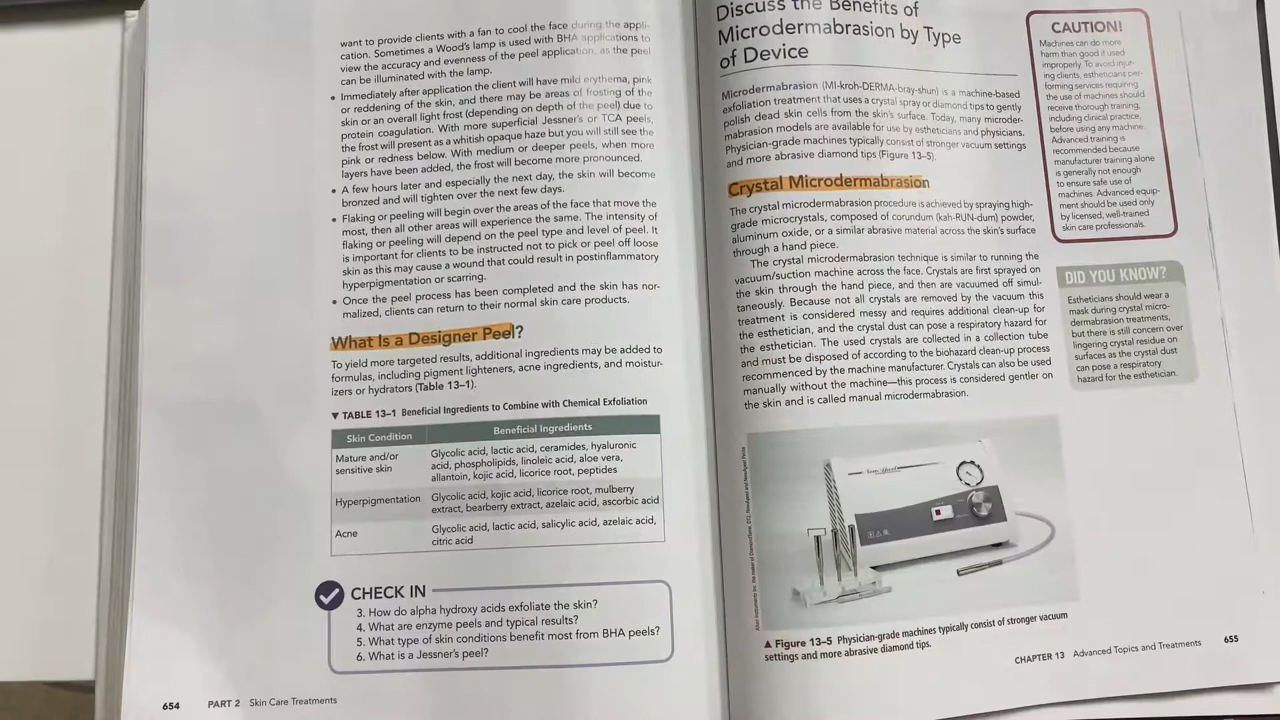 want to provide clients with a fan to cool the face during the appli-
cation. Sometimes a Wood's lamp is used with BHA applications to
view the accuracy and evenness of the peel application, as the peel
can be illuminated with the lamp.
• Immediately after application the client will have mild erythema, pink
or reddening of the skin, and there may be areas of frosting of the
skin or an overall light frost (depending on depth of the peel) due to
protein coagulation. With more superficial Jessner's or TCA peels,
the frost will present as a whitish opaque haze but you will still see the
pink or redness below. With medium or deeper peels, when more
layers have been added, the frost will become more pronounced.
• A few hours later and especially the next day, the skin will become
bronzed and will tighten over the next few days.
• Flaking or peeling will begin over the areas of the face that move the
most, then all other areas will experience the same. The intensity of
flaking or peeling will depend on the peel type and level of peel. It
is important for clients to be instructed not to pick or peel off loose
skin as this may cause a wound that could result in postinflammatory
hyperpigmentation or scarring.
• Once the peel process has been completed and the skin has nor-
malized, clients can return to their normal skin care products.
What Is a Designer Peel?
To yield more targeted results, additional ingredients may be added to
formulas, including pigment lighteners, acne ingredients, and moistur-
izers or hydrators (Table 13–1).
▼ TABLE 13–1 Beneficial Ingredients to Combine with Chemical Exfoliation
Skin Condition Beneficial Ingredients
Mature and/or
sensitive skin
Glycolic acid, lactic acid, ceramides, hyaluronic
acid, phospholipids, linoleic acid, aloe vera,
allantoin, kojic acid, licorice root, peptides
Hyperpigmentation
Glycolic acid, kojic acid, licorice root, mulberry
extract, bearberry extract, azelaic acid, ascorbic acid
Acne
Glycolic acid, lactic acid, salicylic acid, azelaic acid,
citric acid
CHECK IN
3. How do alpha hydroxy acids exfoliate the skin?
4. What are enzyme peels and typical results?
5. What type of skin conditions benefit most from BHA peels?
6. What is a Jessner's peel?
654 PART 2 Skin Care Treatments
Discuss the Benefits of
Microdermabrasion by Type
of Device
Microdermabrasion (MI-kroh-DERMA-bray-shun) is a machine-based
exfoliation treatment that uses a crystal spray or diamond tips to gently
polish dead skin cells from the skin's surface. Today, many microder-
mabrasion models are available for use by estheticians and physicians.
Physician-grade machines typically consist of stronger vacuum settings
and more abrasive diamond tips (Figure 13–5).
Crystal Microdermabrasion
The crystal microdermabrasion procedure is achieved by spraying high-
grade microcrystals, composed of corundum (kah-RUN-dum) powder,
aluminum oxide, or a similar abrasive material across the skin's surface
through a hand piece.
The crystal microdermabrasion technique is similar to running the
vacuum/suction machine across the face. Crystals are first sprayed on
the skin through the hand piece, and then are vacuumed off simul-
taneously. Because not all crystals are removed by the vacuum this
treatment is considered messy and requires additional clean-up for
the esthetician, and the crystal dust can pose a respiratory hazard for
the esthetician. The used crystals are collected in a collection tube
and must be disposed of according to the biohazard clean-up process
recommended by the machine manufacturer. Crystals can also be used
manually without the machine—this process is considered gentler on
the skin and is called manual microdermabrasion.
CAUTION!
Machines can do more
harm than good if used
improperly. To avoid injur-
ing clients, estheticians per-
forming services requiring
the use of machines should
receive thorough training,
including clinical practice,
before using any machine.
Advanced training is
recommended because
manufacturer training alone
is generally not enough
to ensure safe use of
machines. Advanced equip-
ment should be used only
by licensed, well-trained
skin care professionals.
DID YOU KNOW?
Estheticians should wear a
mask during crystal micro-
dermabrasion treatments,
but there is still concern over
lingering crystal residue on
surfaces as the crystal dust
can pose a respiratory
hazard for the esthetician.
▲ Figure 13–5 Physician-grade machines typically consist of stronger vacuum
settings and more abrasive diamond tips.
CHAPTER 13 Advanced Topics and Treatments 655